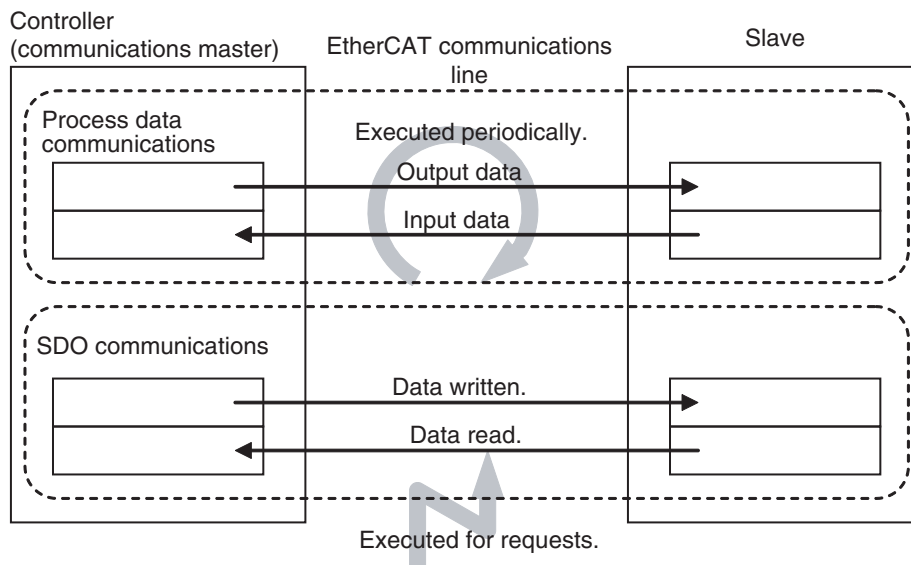 Controller
(communications master)
EtherCAT communications
line
Slave
Process data
communications
Executed periodically.
Output data
Input data
SDO communications
Data written.
Data read.
Executed for requests.